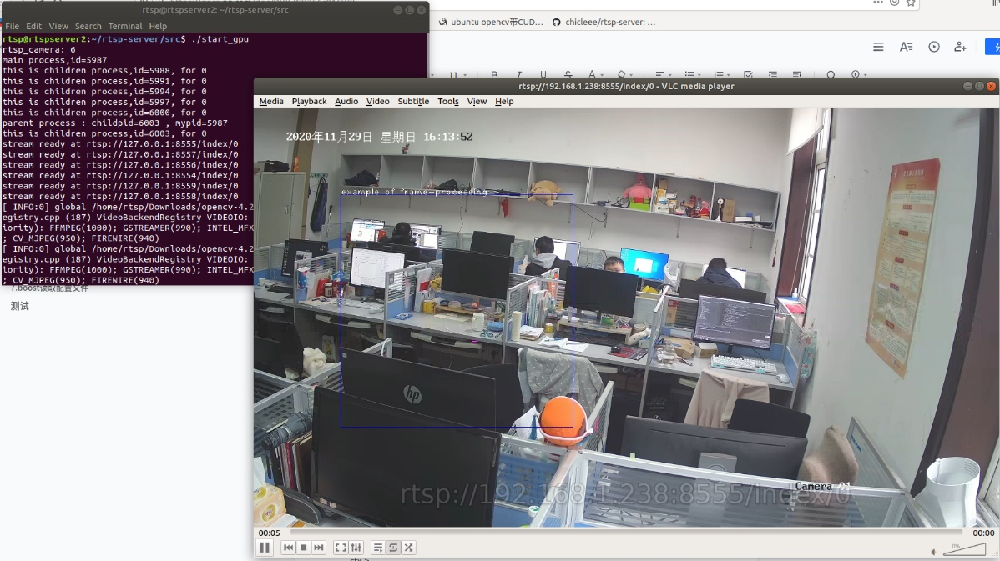 rtsp@rtspserver2: ~/rtsp-server/src
File Edit View Search Terminal Help
rtsp@rtspserver2:~/rtsp-server/src$ ./start_gpu
rtsp_camera: 6
main process,id=5987
this is children process,id=5988, for 0
this is children process,id=5991, for 0
this is children process,id=5994, for 0
this is children process,id=5997, for 0
this is children process,id=6000, for 0
parent process : childpid=6003 , mypid=5987
this is children process,id=6003, for 0
stream ready at rtsp://127.0.0.1:8555/index/0
stream ready at rtsp://127.0.0.1:8557/index/0
stream ready at rtsp://127.0.0.1:8556/index/0
stream ready at rtsp://127.0.0.1:8554/index/0
stream ready at rtsp://127.0.0.1:8559/index/0
stream ready at rtsp://127.0.0.1:8558/index/0
[ INFO:0] global /home/rtsp/Downloads/opencv-4.2
egistry.cpp (187) VideoBackendRegistry VIDEOIO:
iority): FFMPEG(1000); GSTREAMER(990); INTEL_MFX
; CV_MJPEG(950); FIREWIRE(940)
[ INFO:0] global /home/rtsp/Downloads/opencv-4.2
egistry.cpp (187) VideoBackendRegistry VIDEOIO:
iority): FFMPEG(1000); GSTREAMER(990); INTEL_MFX
; CV_MJPEG(950); FIREWIRE(940)
7.boost读取配置文件
测试
ubuntu opencv带CUD...
chicleee/rtsp-server: ...
rtsp://192.168.1.238:8555/index/0 - VLC media player
Media Playback Audio Video Subtitle Tools View Help
2020年11月29日 星期日 16:13:52
example of frame-processing
hp
Camera 01
rtsp://192.168.1.238:8555/index/0
00:05
00:00
0%